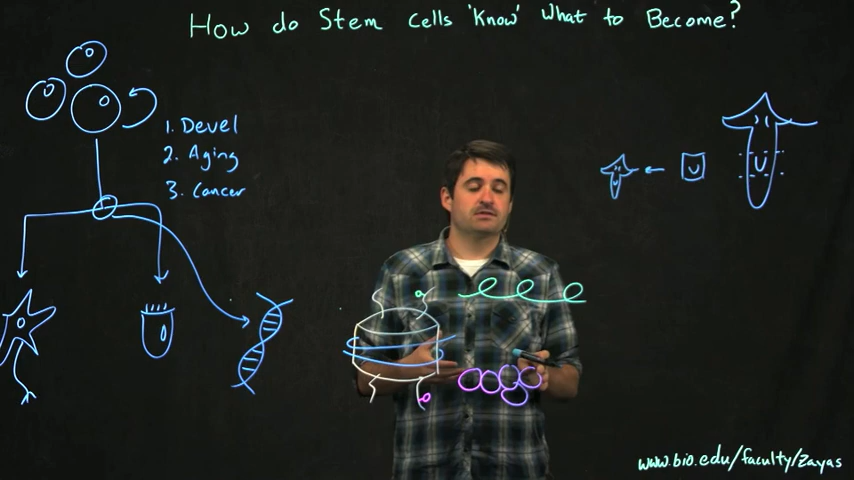 How do Stem Cells 'Know' What to Become?
1. Devel
2. Aging
3. Cancer
www.bio.edu/faculty/zayas